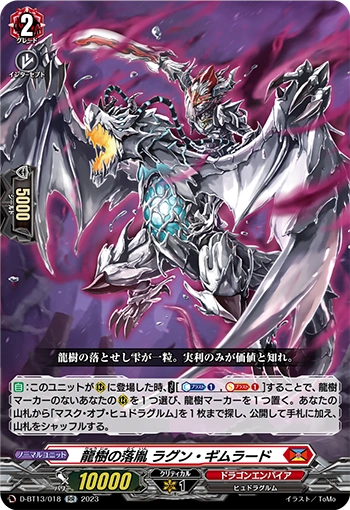 2
グレード
インターセプト
5000
シールド
龍樹の落とせし雫が一粒。実利のみが価値と知れ。
自:このユニットがRに登場した時、コスト[CBブラスト1, SBブラスト1]することで、龍樹
マーカーのないあなたのRを1つ選び、龍樹マーカーを1つ置く。あなたの
山札から「マスク・オブ・ヒュドラグルム」を1枚まで探し、公開して手札に加え、
山札をシャッフルする。
ノーマルユニット
龍樹の落胤 ラグン・ギムラード
パワー
10000
クリティカル
1
ドラゴンエンパイア
ヒュドラグルム
D-BT13/018 RR 2023
イラスト/ToMo